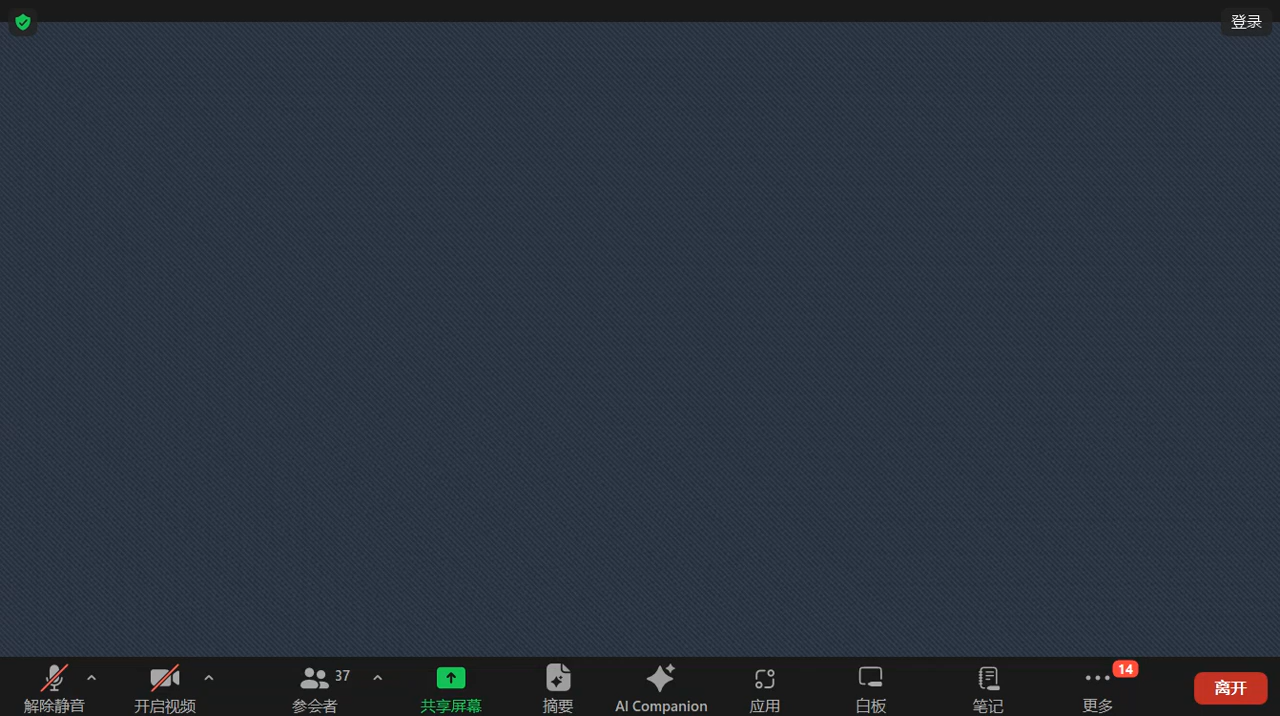 登录
解除静音
开启视频
37
参会者
共享屏幕
摘要
AI Companion
应用
白板
笔记
14
更多
离开